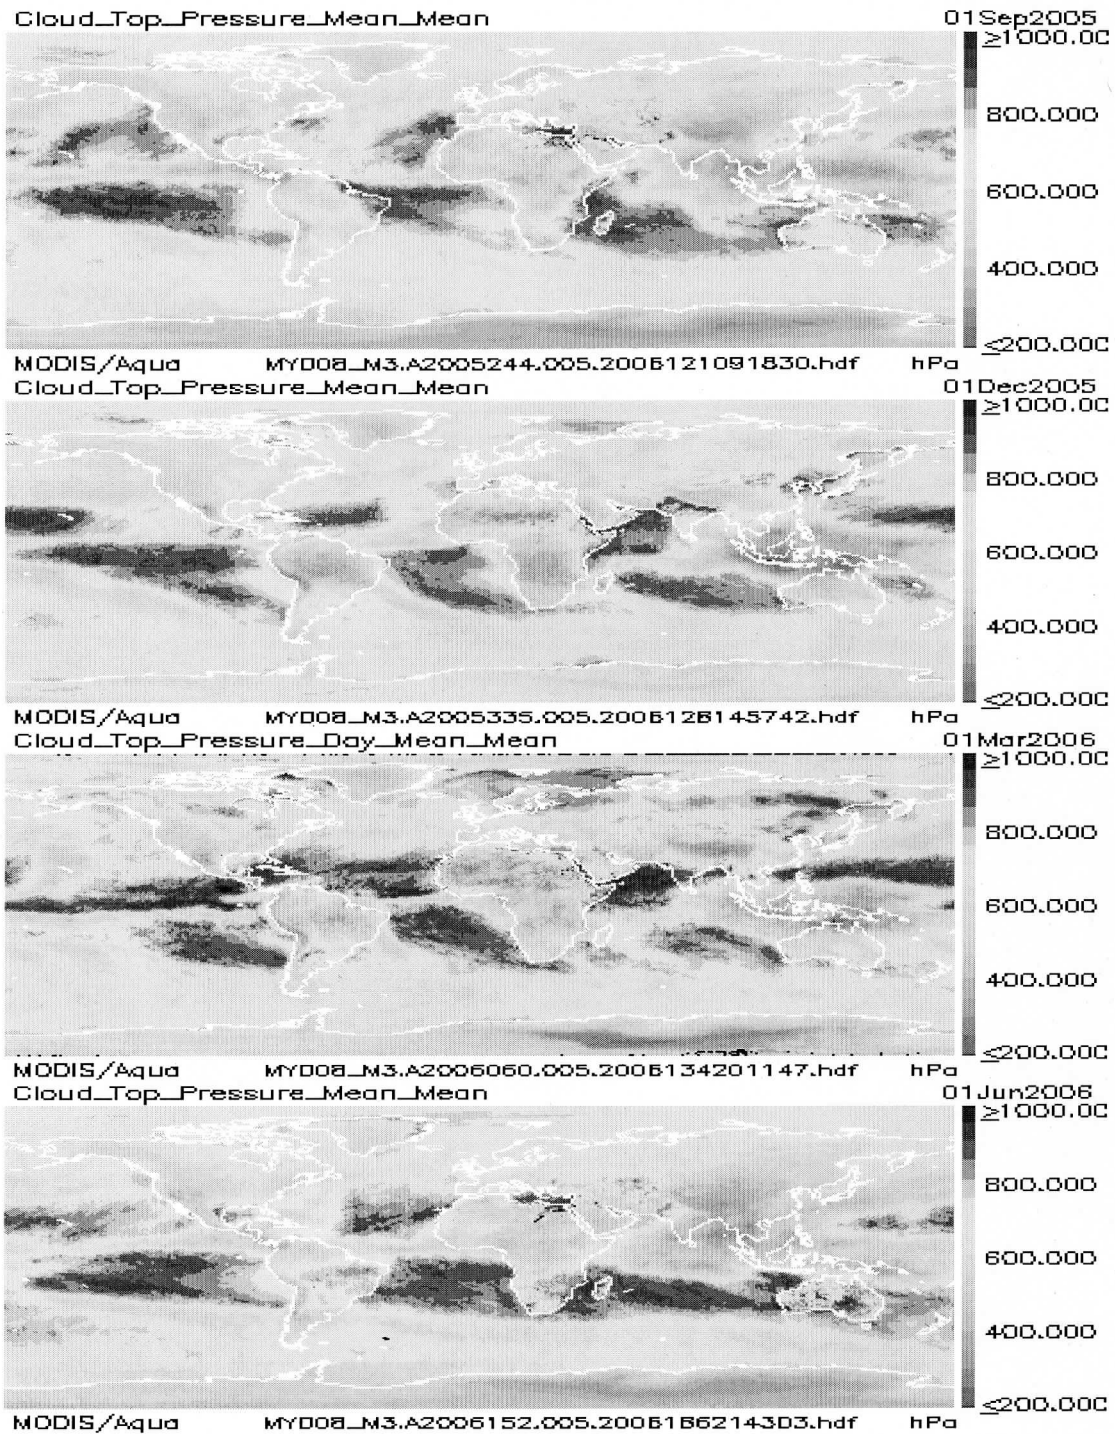 Cloud_Top_Pressure_Mean_Mean 01Sep2005
≥1000.00
800.000
600.000
400.000
≤200.000
MODIS/Aqua MYD08_M3.A2005244.005.2006121091830.hdf hPa
Cloud_Top_Pressure_Mean_Mean 01Dec2005
≥1000.00
800.000
600.000
400.000
≤200.000
MODIS/Aqua MYD08_M3.A2005335.005.2006126145742.hdf hPa
Cloud_Top_Pressure_Day_Mean_Mean 01Mar2006
≥1000.00
800.000
600.000
400.000
≤200.000
MODIS/Aqua MYD08_M3.A2006060.005.2006134201147.hdf hPa
Cloud_Top_Pressure_Mean_Mean 01Jun2006
≥1000.00
800.000
600.000
400.000
≤200.000
MODIS/Aqua MYD08_M3.A2006152.005.2006186214303.hdf hPa